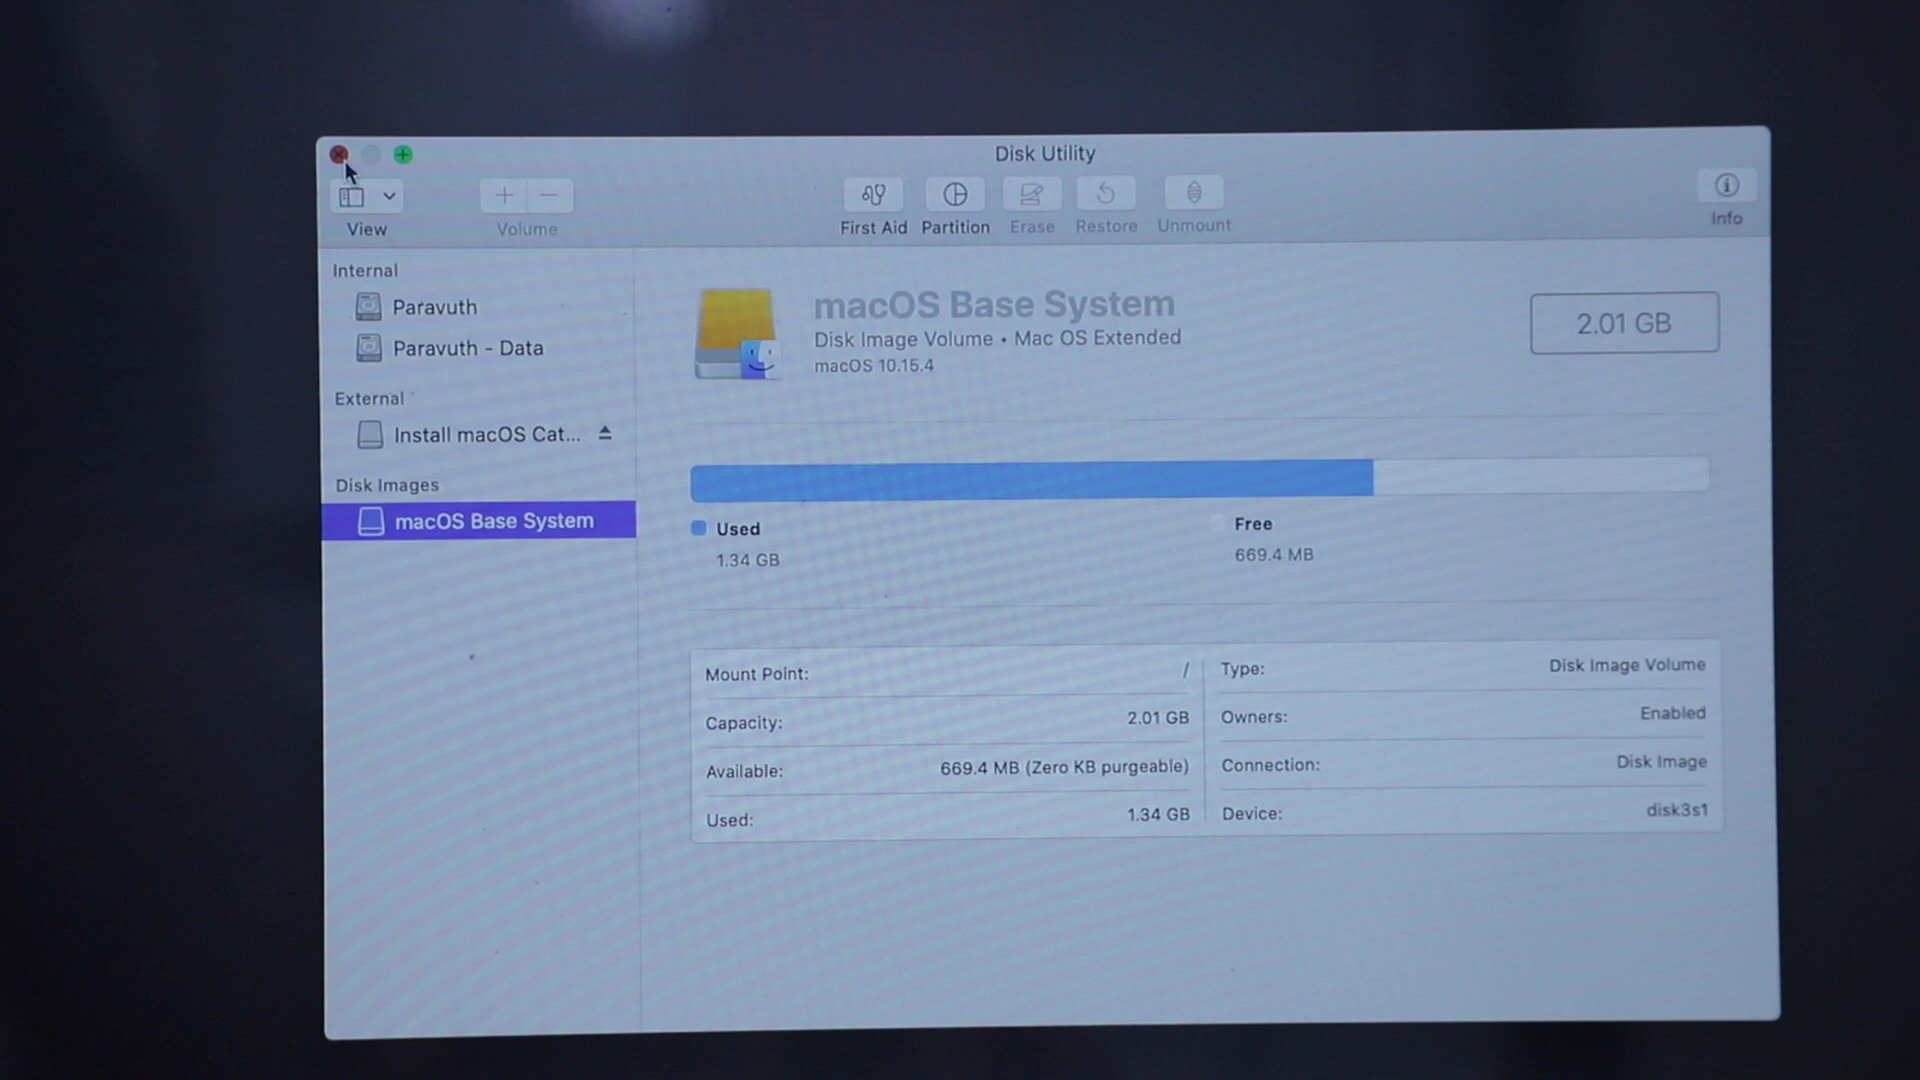 Disk Utility
View
Volume
First Aid
Partition
Erase
Restore
Unmount
Info
Internal
Paravuth
Paravuth - Data
External
Install macOS Cat...
Disk Images
macOS Base System
macOS Base System
Disk Image Volume • Mac OS Extended
macOS 10.15.4
2.01 GB
Used
1.34 GB
Free
669.4 MB
Mount Point: /
Capacity: 2.01 GB
Available: 669.4 MB (Zero KB purgeable)
Used: 1.34 GB
Type: Disk Image Volume
Owners: Enabled
Connection: Disk Image
Device: disk3s1